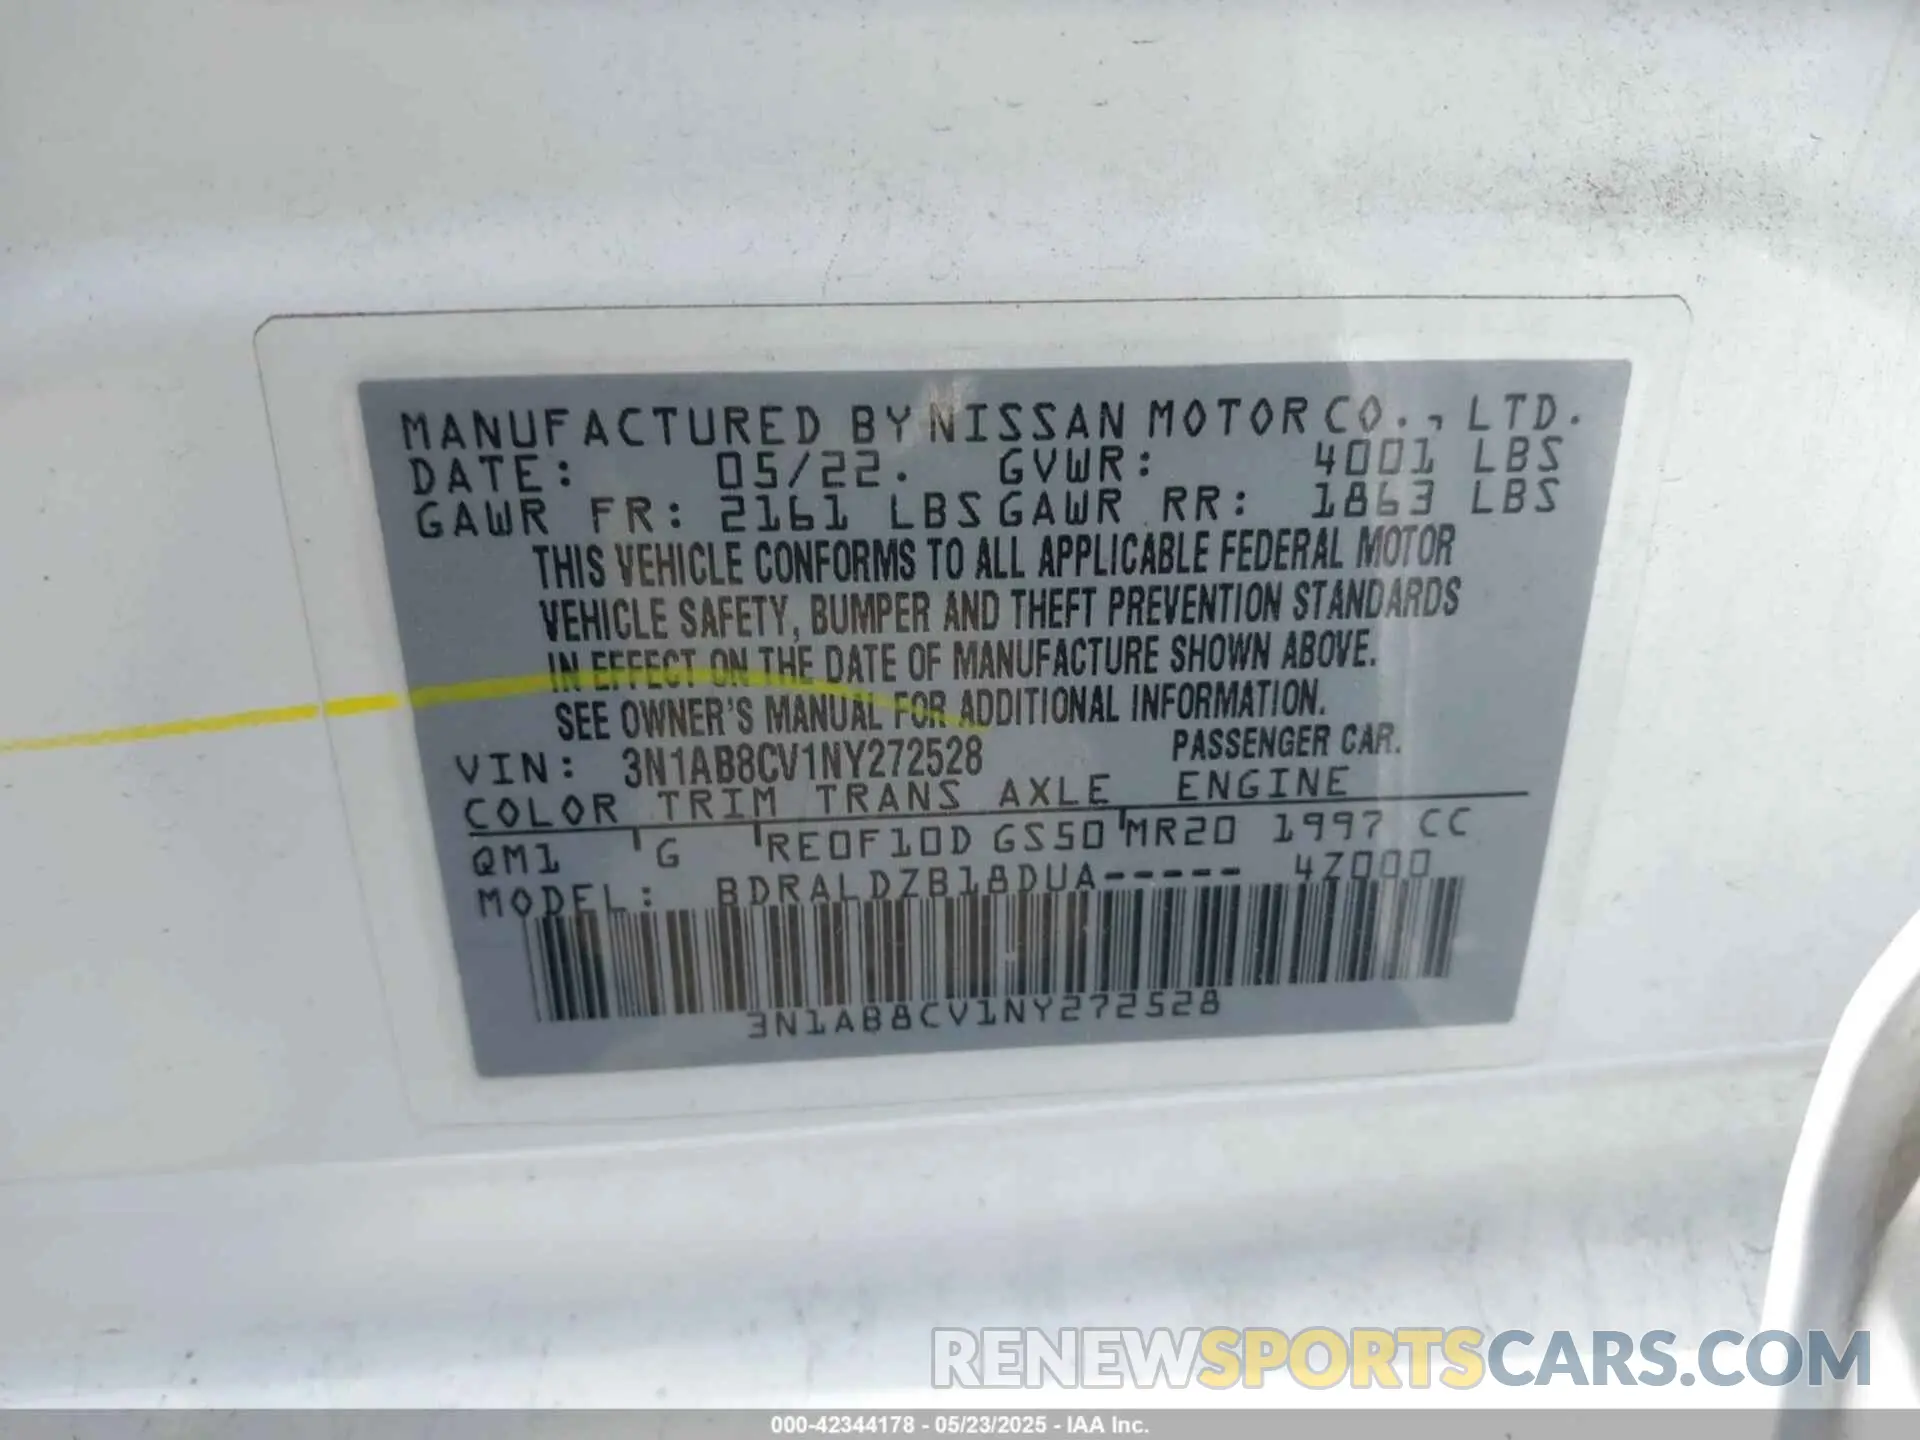 MANUFACTURED BY NISSAN MOTOR CO., LTD.
DATE: 05/22. GVWR: 4001 LBS
GAWR FR: 2161 LBS GAWR RR: 1863 LBS
THIS VEHICLE CONFORMS TO ALL APPLICABLE FEDERAL MOTOR
VEHICLE SAFETY, BUMPER AND THEFT PREVENTION STANDARDS
IN EFFECT ON THE DATE OF MANUFACTURE SHOWN ABOVE.
SEE OWNER'S MANUAL FOR ADDITIONAL INFORMATION.
VIN: 3N1AB8CV1NY272528 PASSENGER CAR.
COLOR TRIM TRANS AXLE ENGINE
QM1 G RE0F10D GS50 MR20 1997 CC
MODEL: BDRALDZB18DUA----- 4Z000
3N1AB8CV1NY272528
RENEWSPORTSCARS.COM
000-42344178 - 05/23/2025 - IAA Inc.